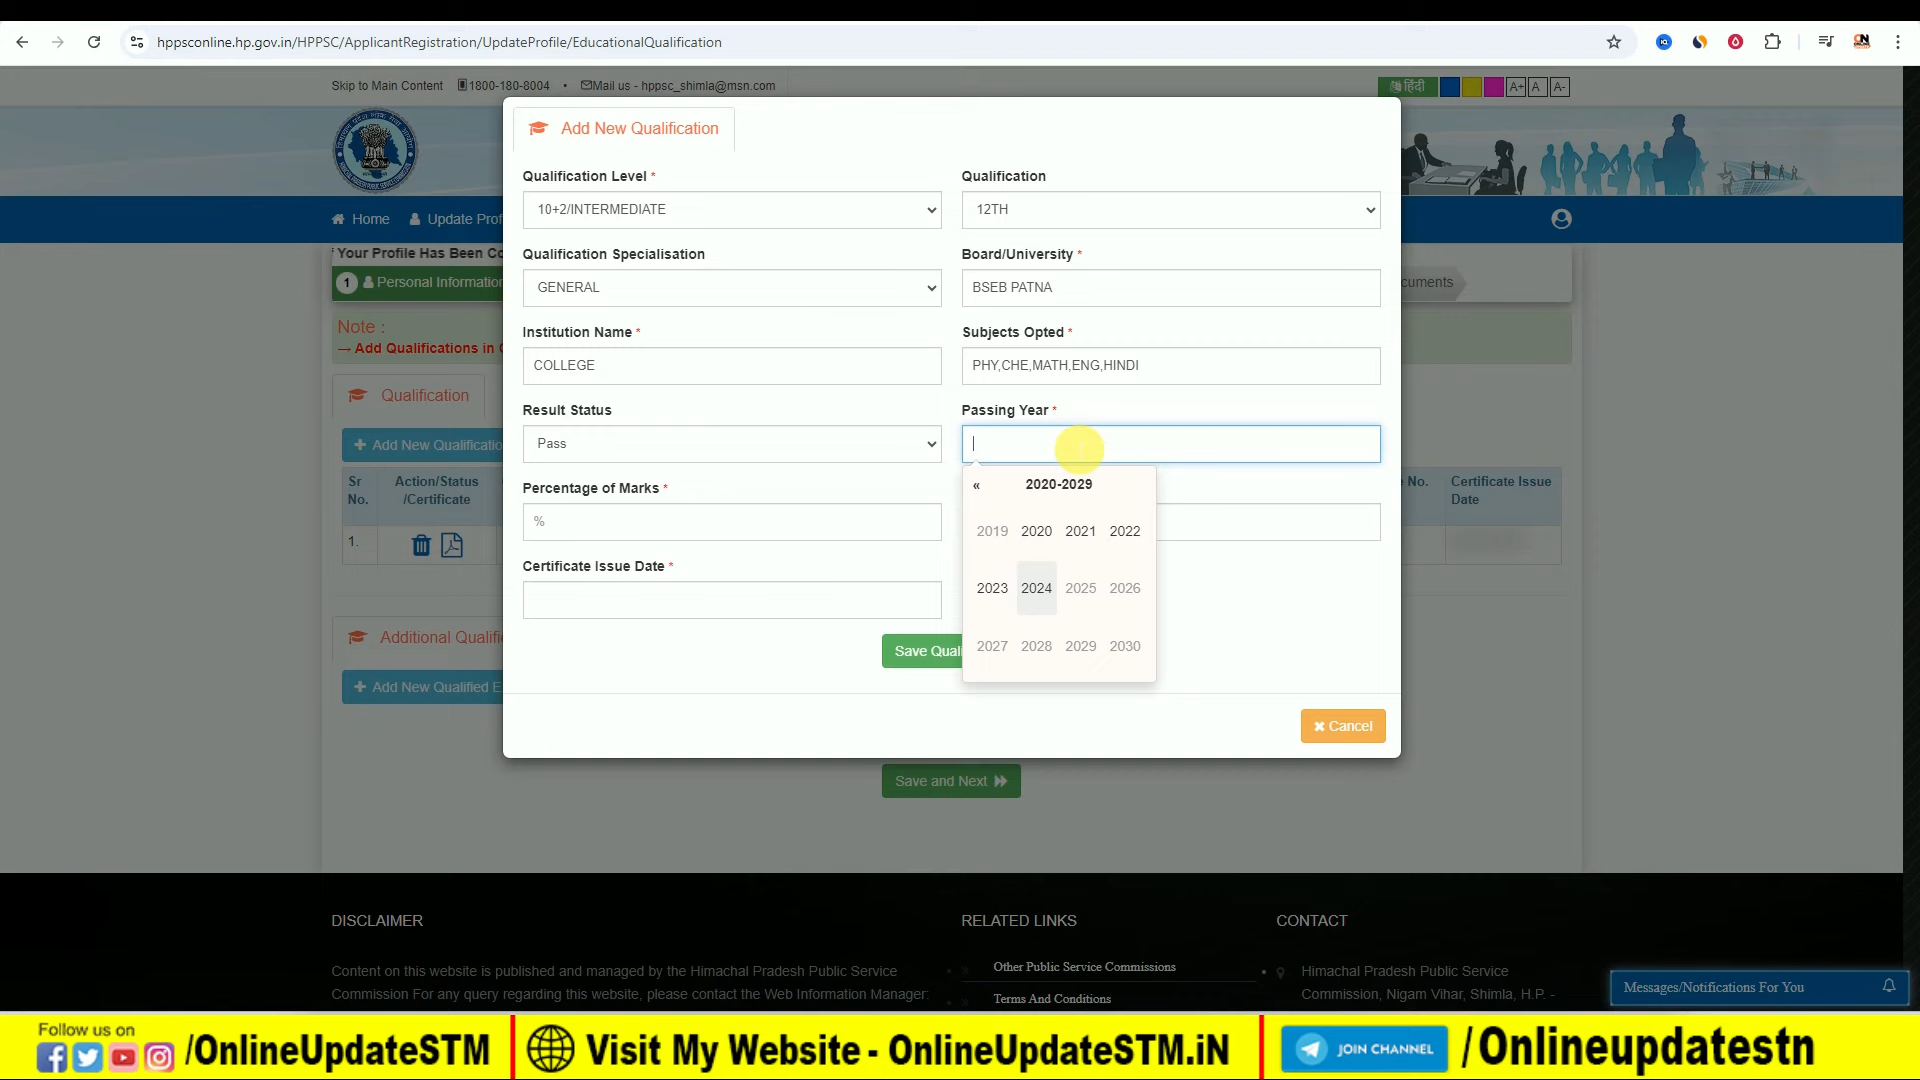 hppsconline.hp.gov.in/HPPSC/ApplicantRegistration/UpdateProfile/EducationalQualification
Skip to Main Content 1800-180-8004 • Mail us - hppsc_shimla@msn.com
हिंदी A+ A A-
Home Update Prof
Your Profile Has Been Co
1 Personal Information
cuments
Note :
→ Add Qualifications in
Qualification
+ Add New Qualificatio
Sr No.
Action/Status /Certificate
No.
Certificate Issue Date
1.
Additional Qualific
+ Add New Qualified E
Add New Qualification
Qualification Level *
10+2/INTERMEDIATE
Qualification
12TH
Qualification Specialisation
GENERAL
Board/University *
BSEB PATNA
Institution Name *
COLLEGE
Subjects Opted *
PHY,CHE,MATH,ENG,HINDI
Result Status
Pass
Passing Year *
« 2020-2029
2019 2020 2021 2022
2023 2024 2025 2026
2027 2028 2029 2030
Percentage of Marks *
%
Certificate Issue Date *
Save Quali
✖ Cancel
Save and Next
DISCLAIMER
Content on this website is published and managed by the Himachal Pradesh Public Service
Commission For any query regarding this website, please contact the Web Information Manager:
RELATED LINKS
Other Public Service Commissions
Terms And Conditions
CONTACT
Himachal Pradesh Public Service
Commission, Nigam Vihar, Shimla, H.P. -
Messages/Notifications For You
Follow us on
/OnlineUpdateSTM
Visit My Website - OnlineUpdateSTM.iN
JOIN CHANNEL
/Onlineupdatestn